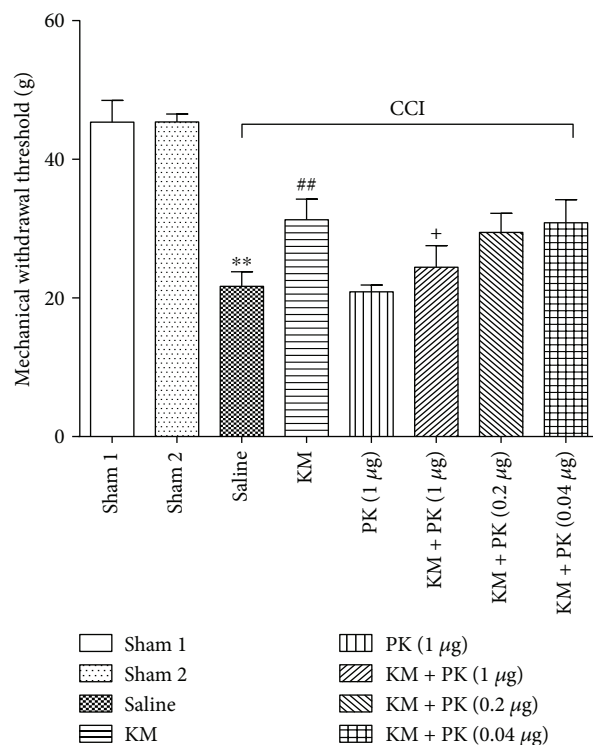 Mechanical withdrawal threshold (g)
60
40
20
0
CCI
**
##
+
Sham 1
Sham 2
Saline
KM
PK (1 μg)
KM + PK (1 μg)
KM + PK (0.2 μg)
KM + PK (0.04 μg)
Sham 1
Sham 2
Saline
KM
PK (1 μg)
KM + PK (1 μg)
KM + PK (0.2 μg)
KM + PK (0.04 μg)